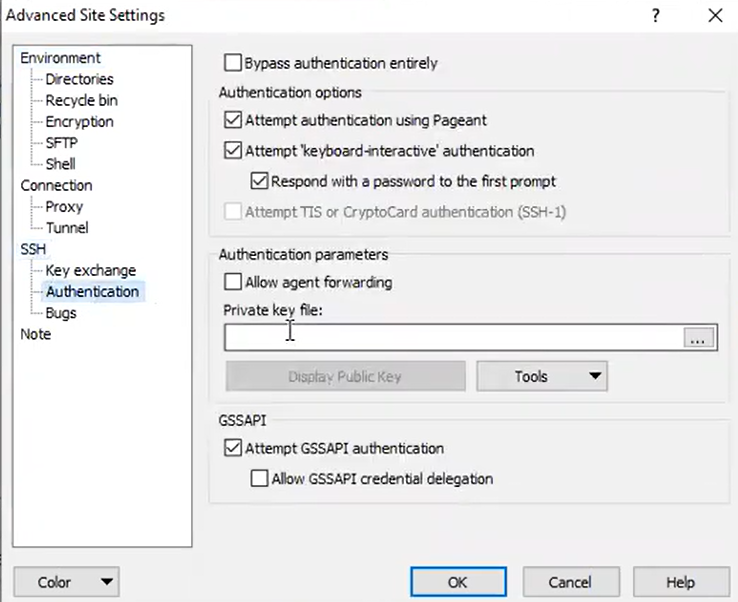 Advanced Site Settings
?
Environment
Directories
Recycle bin
Encryption
SFTP
Shell
Connection
Proxy
Tunnel
SSH
Key exchange
Authentication
Bugs
Note
Bypass authentication entirely
Authentication options
Attempt authentication using Pageant
Attempt 'keyboard-interactive' authentication
Respond with a password to the first prompt
Attempt TIS or CryptoCard authentication (SSH-1)
Authentication parameters
Allow agent forwarding
Private key file:
...
Display Public Key
Tools
GSSAPI
Attempt GSSAPI authentication
Allow GSSAPI credential delegation
Color
OK
Cancel
Help